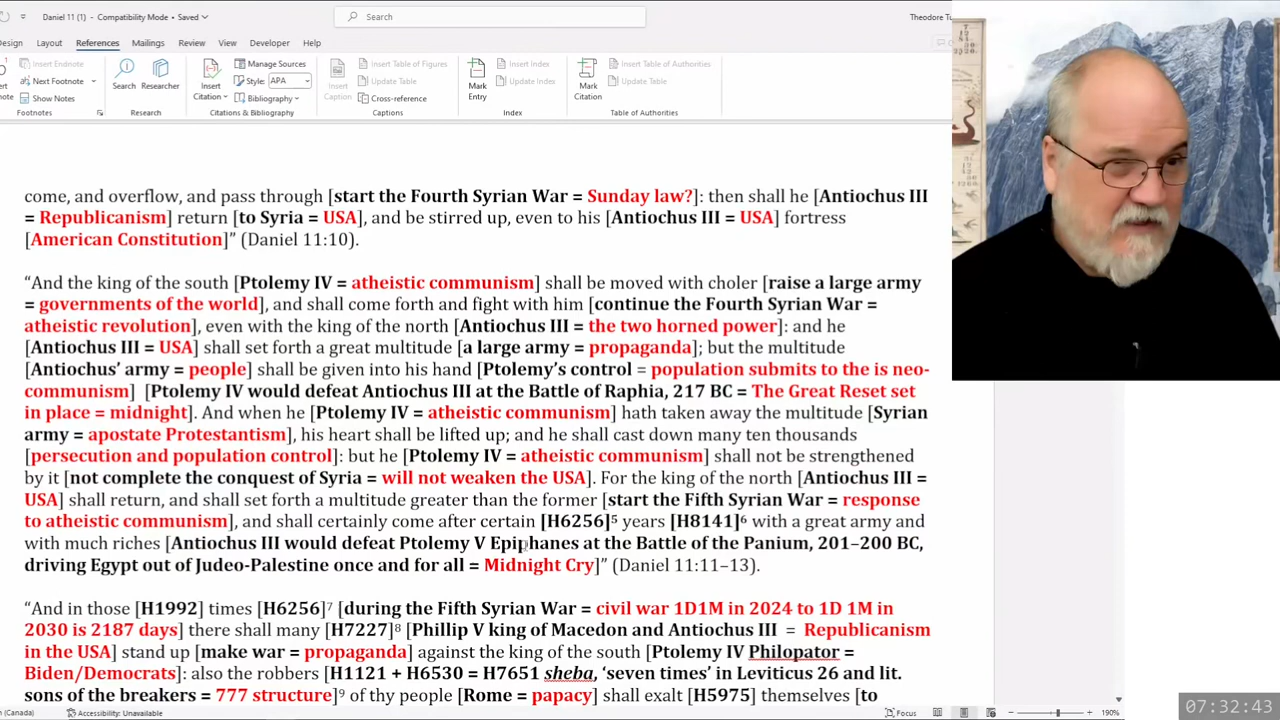 Daniel 11 (1) - Compatibility Mode • Saved
Search
Theodore Tu
Design Layout References Mailings Review View Developer Help
Insert Endnote
Next Footnote
Show Notes
Footnotes
Search
Researcher
Research
Insert Citation
Manage Sources
Style: APA
Bibliography
Citations & Bibliography
Insert Caption
Insert Table of Figures
Update Table
Cross-reference
Captions
Mark Entry
Insert Index
Update Index
Index
Mark Citation
Insert Table of Authorities
Update Table
Table of Authorities
come, and overflow, and pass through [start the Fourth Syrian War = Sunday law?]: then shall he [Antiochus III
= Republicanism] return [to Syria = USA], and be stirred up, even to his [Antiochus III = USA] fortress
[American Constitution]” (Daniel 11:10).
“And the king of the south [Ptolemy IV = atheistic communism] shall be moved with choler [raise a large army
= governments of the world], and shall come forth and fight with him [continue the Fourth Syrian War =
atheistic revolution], even with the king of the north [Antiochus III = the two horned power]: and he
[Antiochus III = USA] shall set forth a great multitude [a large army = propaganda]; but the multitude
[Antiochus’ army = people] shall be given into his hand [Ptolemy’s control = population submits to the is neo-
communism] [Ptolemy IV would defeat Antiochus III at the Battle of Raphia, 217 BC = The Great Reset set
in place = midnight]. And when he [Ptolemy IV = atheistic communism] hath taken away the multitude [Syrian
army = apostate Protestantism], his heart shall be lifted up; and he shall cast down many ten thousands
[persecution and population control]: but he [Ptolemy IV = atheistic communism] shall not be strengthened
by it [not complete the conquest of Syria = will not weaken the USA]. For the king of the north [Antiochus III =
USA] shall return, and shall set forth a multitude greater than the former [start the Fifth Syrian War = response
to atheistic communism], and shall certainly come after certain [H6256]5 years [H8141]6 with a great army and
with much riches [Antiochus III would defeat Ptolemy V Epiphanes at the Battle of the Panium, 201–200 BC,
driving Egypt out of Judeo-Palestine once and for all = Midnight Cry]” (Daniel 11:11–13).
“And in those [H1992] times [H6256]7 [during the Fifth Syrian War = civil war 1D1M in 2024 to 1D 1M in
2030 is 2187 days] there shall many [H7227]8 [Phillip V king of Macedon and Antiochus III = Republicanism
in the USA] stand up [make war = propaganda] against the king of the south [Ptolemy IV Philopator =
Biden/Democrats]: also the robbers [H1121 + H6530 = H7651 sheba, ‘seven times’ in Leviticus 26 and lit.
sons of the breakers = 777 structure]9 of thy people [Rome = papacy] shall exalt [H5975] themselves [to
(Canada) Accessibility: Unavailable
Focus
190%
07:32:43